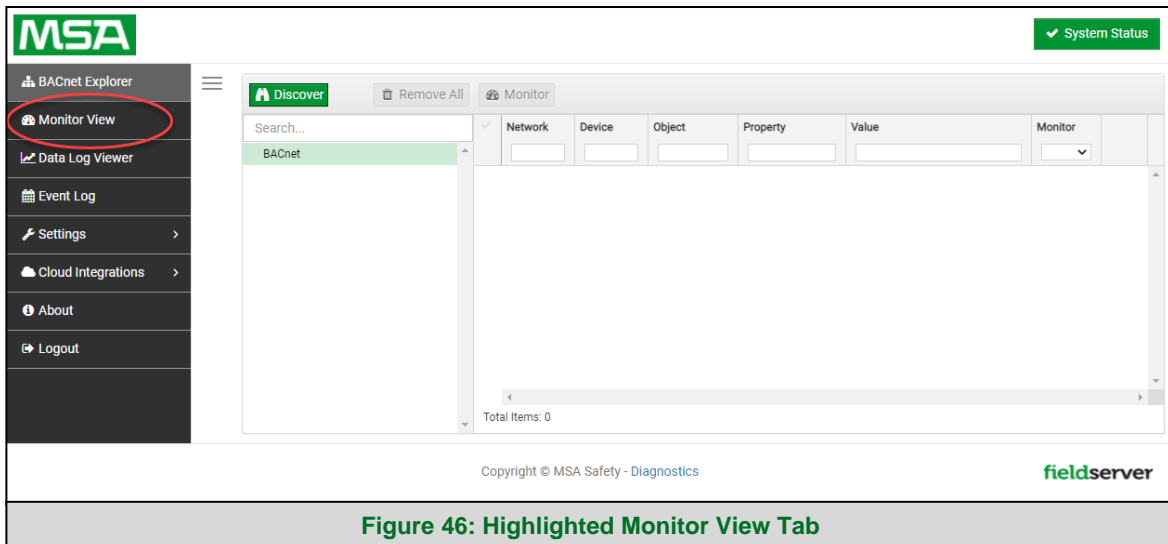 MSA
System Status
BACnet Explorer
Monitor View
Data Log Viewer
Event Log
Settings
Cloud Integrations
About
Logout
Discover
Remove All
Monitor
Search...
BACnet
Network Device Object Property Value Monitor
Total Items: 0
Copyright © MSA Safety - Diagnostics
fieldserver
Figure 46: Highlighted Monitor View Tab